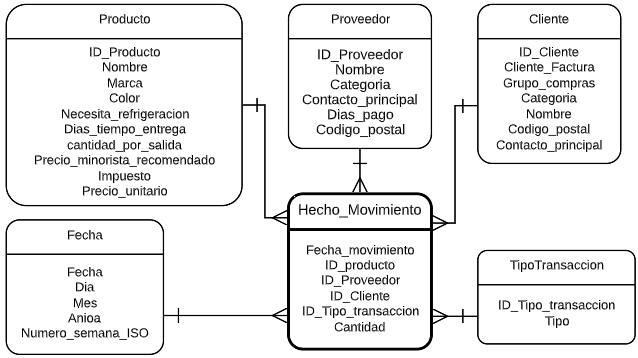 Producto
ID_Producto
Nombre
Marca
Color
Necesita_refrigeracion
Dias_tiempo_entrega
cantidad_por_salida
Precio_minorista_recomendado
Impuesto
Precio_unitario
Proveedor
ID_Proveedor
Nombre
Categoria
Contacto_principal
Dias_pago
Codigo_postal
Cliente
ID_Cliente
Cliente_Factura
Grupo_compras
Categoria
Nombre
Codigo_postal
Contacto_principal
Fecha
Fecha
Dia
Mes
Anioa
Numero_semana_ISO
Hecho_Movimiento
Fecha_movimiento
ID_producto
ID_Proveedor
ID_Cliente
ID_Tipo_transaccion
Cantidad
TipoTransaccion
ID_Tipo_transaccion
Tipo